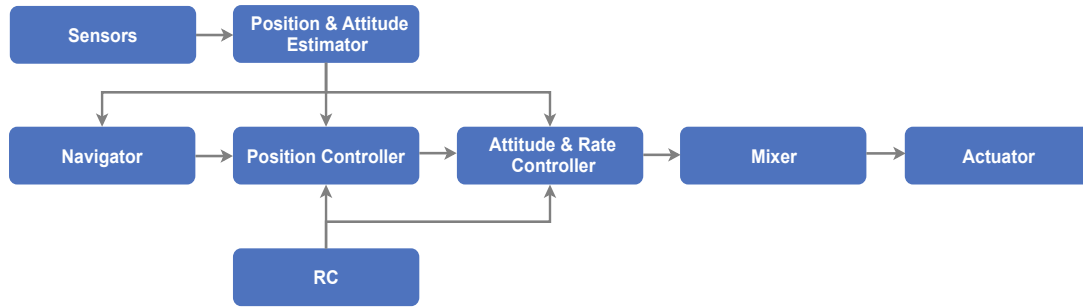 Sensors
Position & Attitude
Estimator
Navigator
Position Controller
Attitude & Rate
Controller
Mixer
Actuator
RC